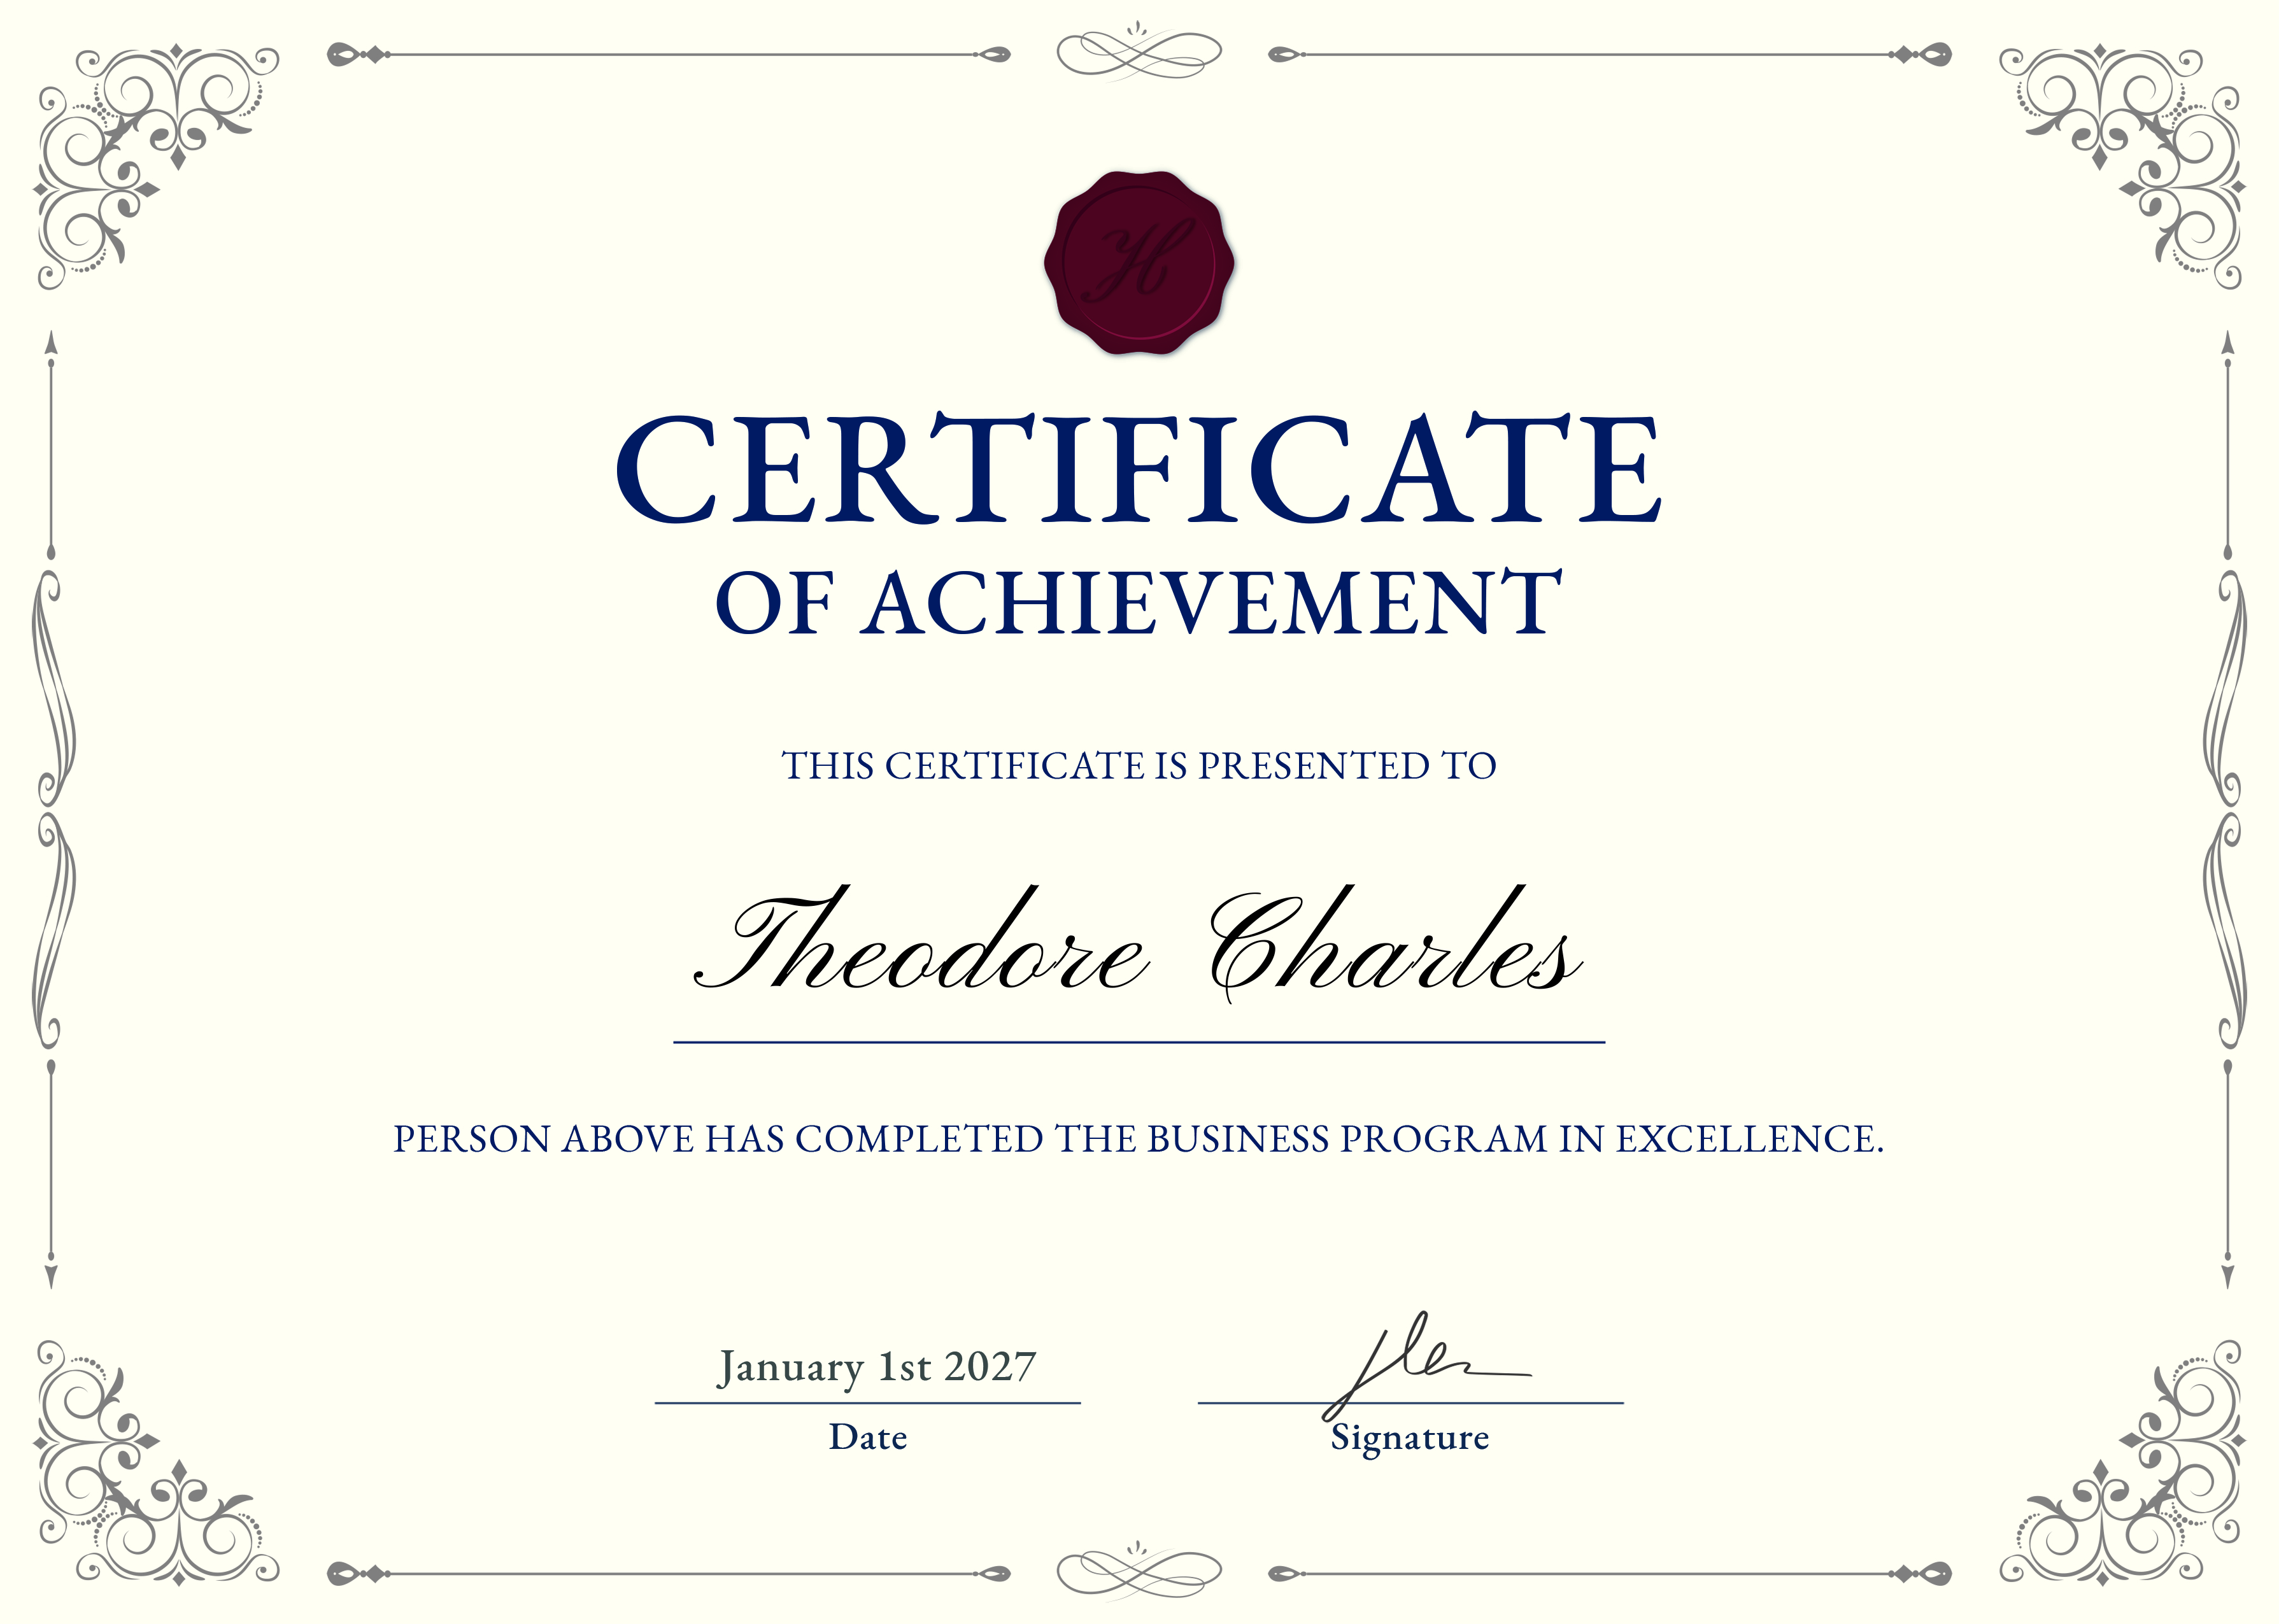 H
CERTIFICATE
OF ACHIEVEMENT
THIS CERTIFICATE IS PRESENTED TO
Theodore Charles
PERSON ABOVE HAS COMPLETED THE BUSINESS PROGRAM IN EXCELLENCE.
January 1st 2027
Date
Signature